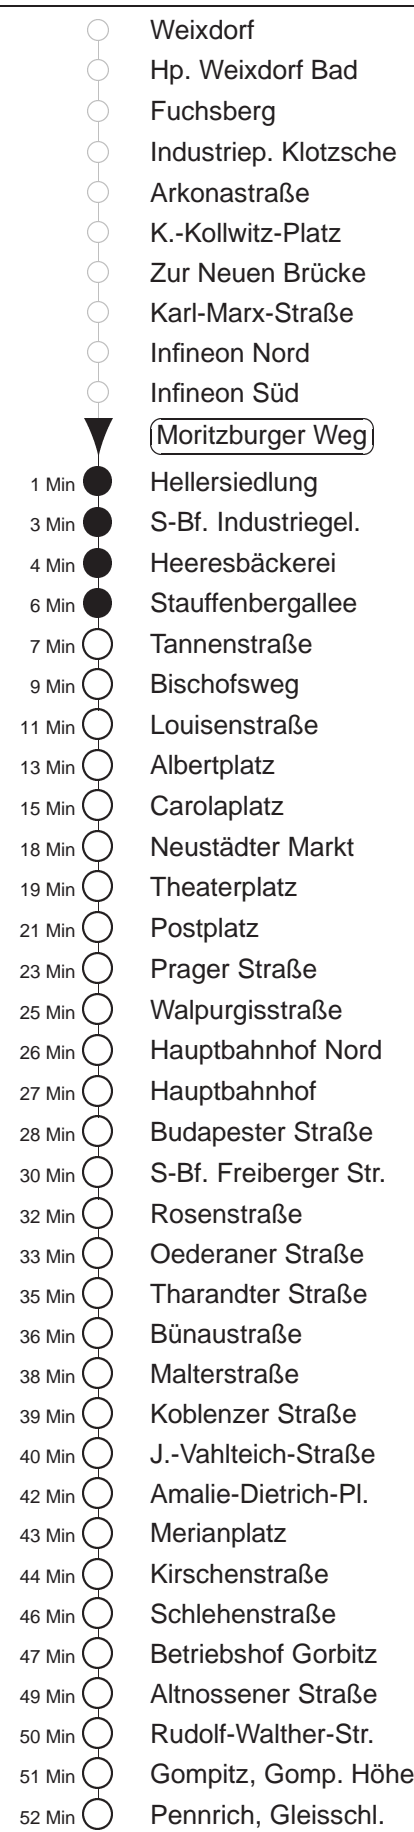 Weixdorf
Hp. Weixdorf Bad
Fuchsberg
Industriep. Klotzsche
Arkonastraße
K.-Kollwitz-Platz
Zur Neuen Brücke
Karl-Marx-Straße
Infineon Nord
Infineon Süd
Moritzburger Weg
1 Min Hellersiedlung
3 Min S-Bf. Industriegel.
4 Min Heeresbäckerei
6 Min Stauffenbergallee
7 Min Tannenstraße
9 Min Bischofsweg
11 Min Louisenstraße
13 Min Albertplatz
15 Min Carolaplatz
18 Min Neustädter Markt
19 Min Theaterplatz
21 Min Postplatz
23 Min Prager Straße
25 Min Walpurgisstraße
26 Min Hauptbahnhof Nord
27 Min Hauptbahnhof
28 Min Budapester Straße
30 Min S-Bf. Freiberger Str.
32 Min Rosenstraße
33 Min Oederaner Straße
35 Min Tharandter Straße
36 Min Bünaustraße
38 Min Malterstraße
39 Min Koblenzer Straße
40 Min J.-Vahlteich-Straße
42 Min Amalie-Dietrich-Pl.
43 Min Merianplatz
44 Min Kirschenstraße
46 Min Schlehenstraße
47 Min Betriebshof Gorbitz
49 Min Altnossener Straße
50 Min Rudolf-Walther-Str.
51 Min Gompitz, Gomp. Höhe
52 Min Pennrich, Gleisschl.